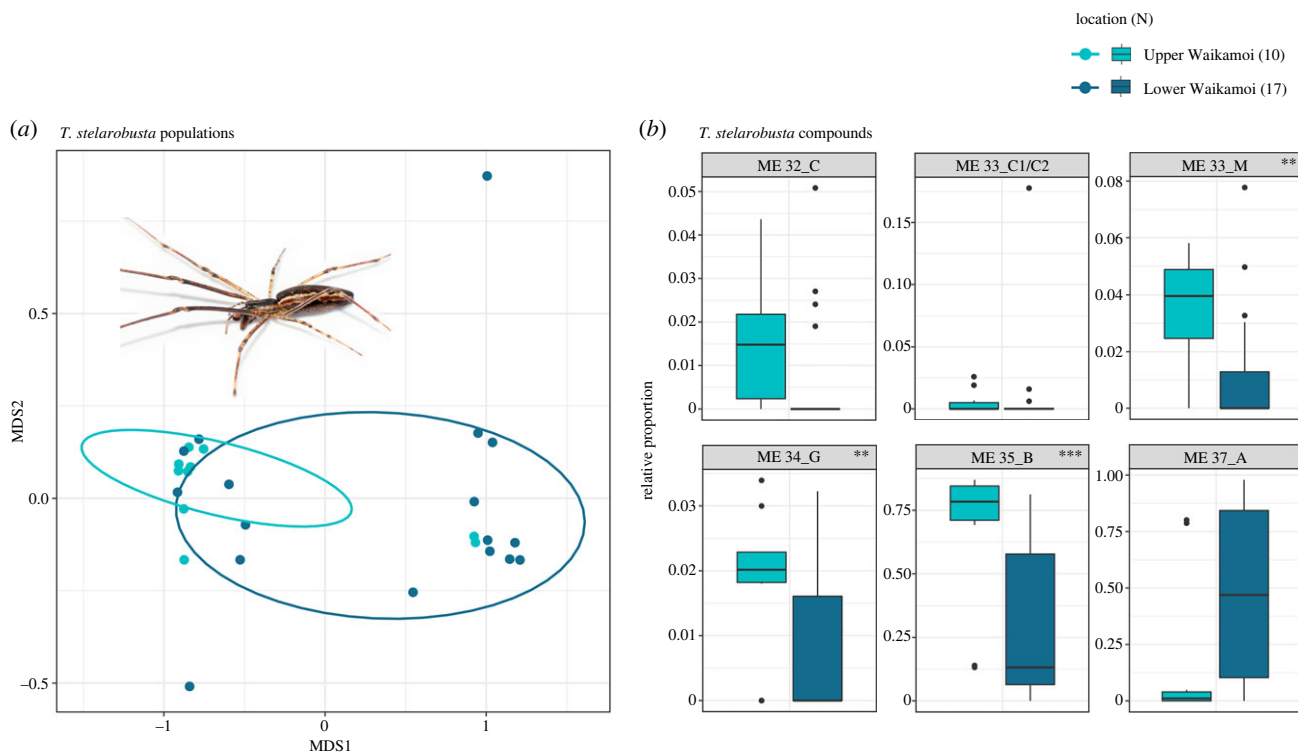 location (N)
Upper Waikamoi (10)
Lower Waikamoi (17)
(a) T. stelarobusta populations
MDS2
0.5
0.0
–0.5
–1
0
1
MDS1
(b) T. stelarobusta compounds
relative proportion
ME 32_C
0.05
0.04
0.03
0.02
0.01
0
ME 33_C1/C2
0.15
0.10
0.05
0
ME 33_M **
0.08
0.06
0.04
0.02
0
ME 34_G **
0.03
0.02
0.01
0
ME 35_B ***
0.75
0.50
0.25
0
ME 37_A
1.00
0.75
0.50
0.25
0